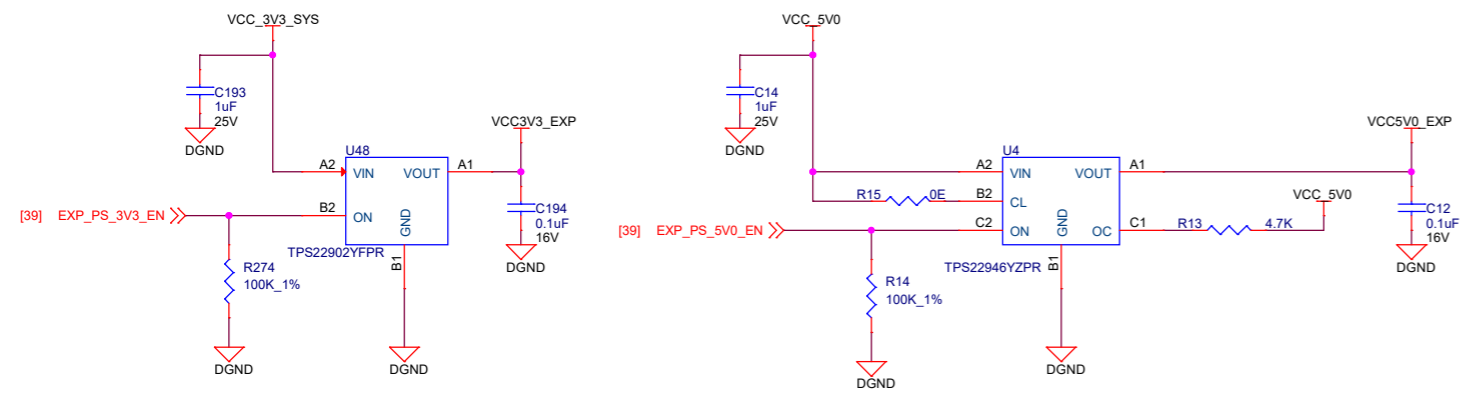 VCC_3V3_SYS
C193
1uF
25V
DGND
VCC3V3_EXP
U48
A2
VIN
VOUT
A1
[39] EXP_PS_3V3_EN
B2
ON
GND
TPS22902YFPR
B1
C194
0.1uF
16V
DGND
R274
100K_1%
DGND
DGND
VCC_5V0
C14
1uF
25V
DGND
VCC5V0_EXP
U4
A2
VIN
VOUT
A1
R15
0E
B2
CL
VCC_5V0
[39] EXP_PS_5V0_EN
C2
ON
GND
OC
C1
R13
4.7K
TPS22946YZPR
B1
C12
0.1uF
16V
DGND
R14
100K_1%
DGND
DGND